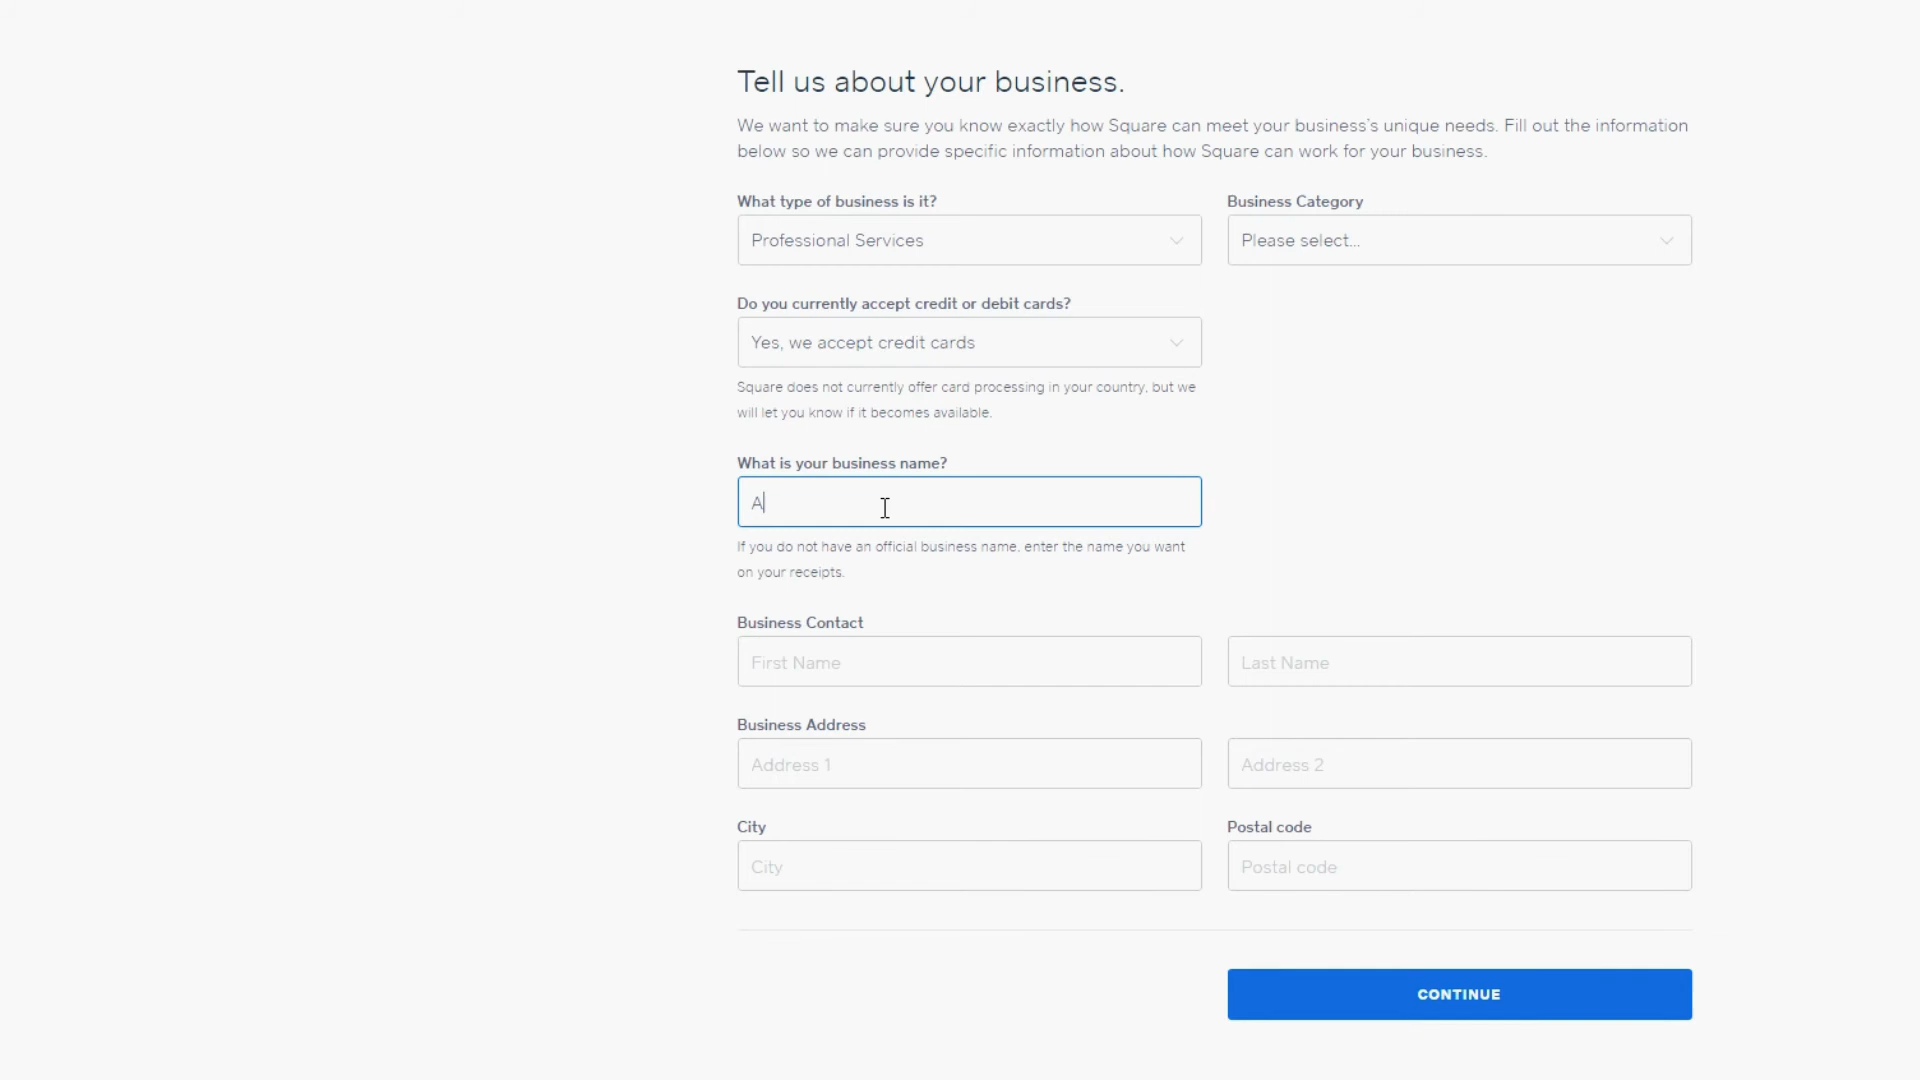 Tell us about your business.
We want to make sure you know exactly how Square can meet your business's unique needs. Fill out the information
below so we can provide specific information about how Square can work for your business.
What type of business is it?
Business Category
Professional Services
Please select...
Do you currently accept credit or debit cards?
Yes, we accept credit cards
Square does not currently offer card processing in your country, but we
will let you know if it becomes available.
What is your business name?
A
If you do not have an official business name, enter the name you want
on your receipts.
Business Contact
First Name
Last Name
Business Address
Address 1
Address 2
City
Postal code
City
Postal code
CONTINUE